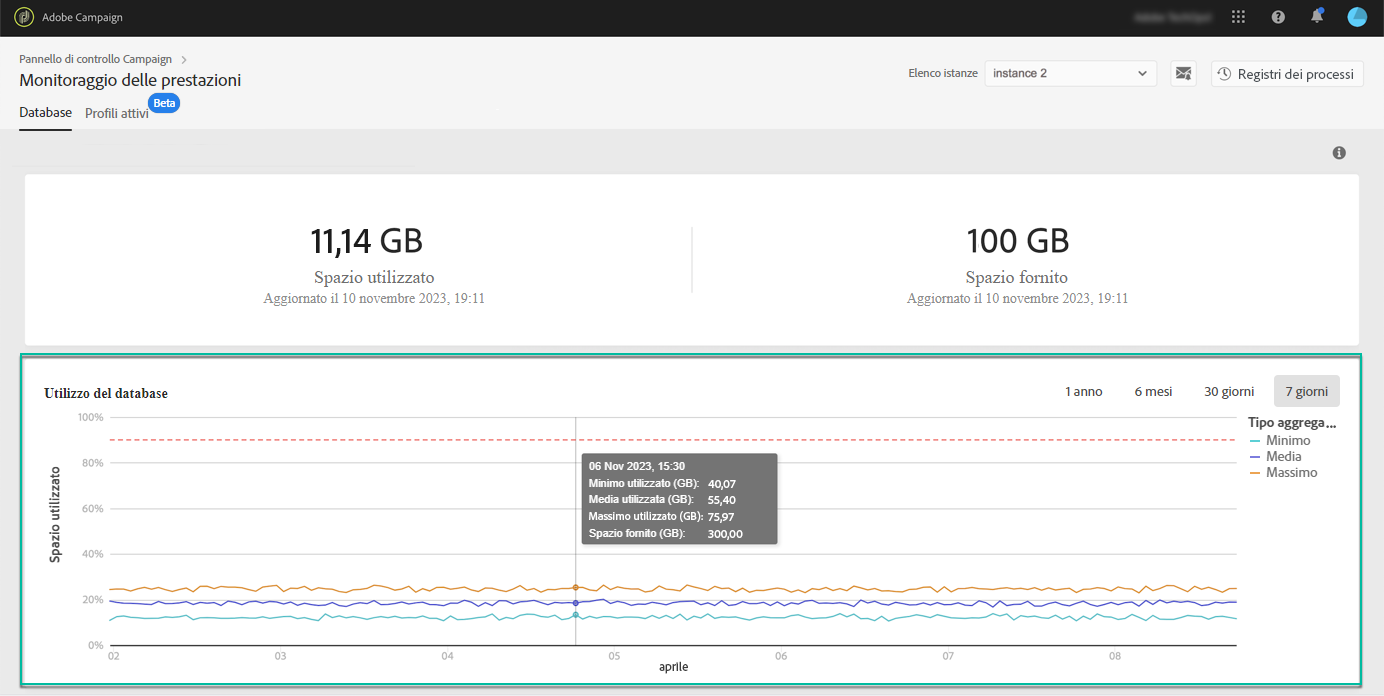 Adobe Campaign
Pannello di controllo Campaign
Monitoraggio delle prestazioni
Elenco istanze
instance 2
Registri dei processi
Database
Profili attivi
Beta
11,14 GB
Spazio utilizzato
Aggiornato il 10 novembre 2023, 19:11
100 GB
Spazio fornito
Aggiornato il 10 novembre 2023, 19:11
Utilizzo del database
1 anno 6 mesi 30 giorni 7 giorni
100%
80%
60%
40%
20%
0%
Spazio utilizzato
06 Nov 2023, 15:30
Minimo utilizzato (GB): 40,07
Media utilizzata (GB): 55,40
Massimo utilizzato (GB): 75,97
Spazio fornito (GB): 300,00
Tipo aggrega...
Minimo
Media
Massimo
02 03 04 05 06 07 08
aprile